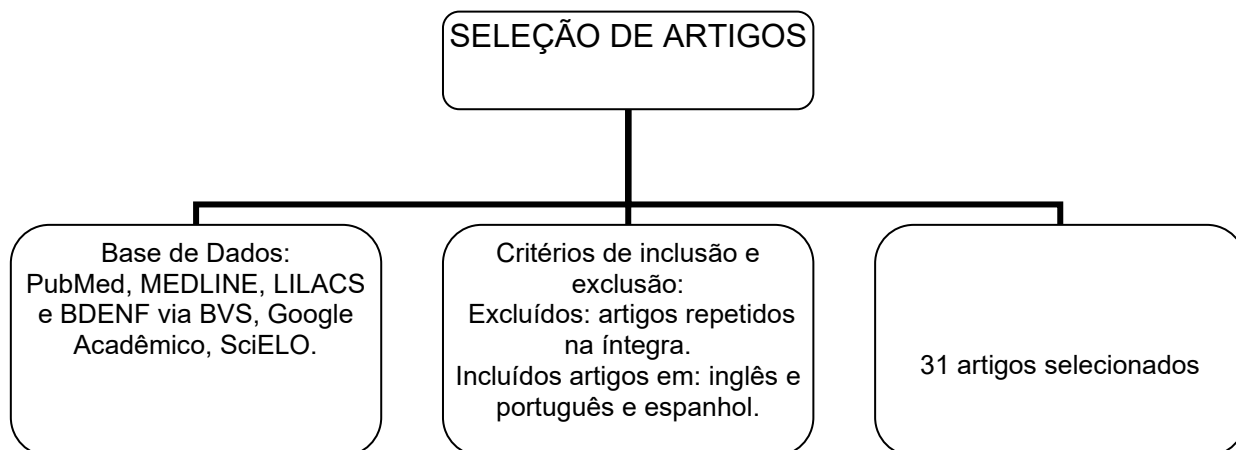 SELEÇÃO DE ARTIGOS
Base de Dados:
PubMed, MEDLINE, LILACS
e BDENF via BVS, Google
Acadêmico, SciELO.
Critérios de inclusão e
exclusão:
Excluídos: artigos repetidos
na íntegra.
Incluídos artigos em: inglês e
português e espanhol.
31 artigos selecionados